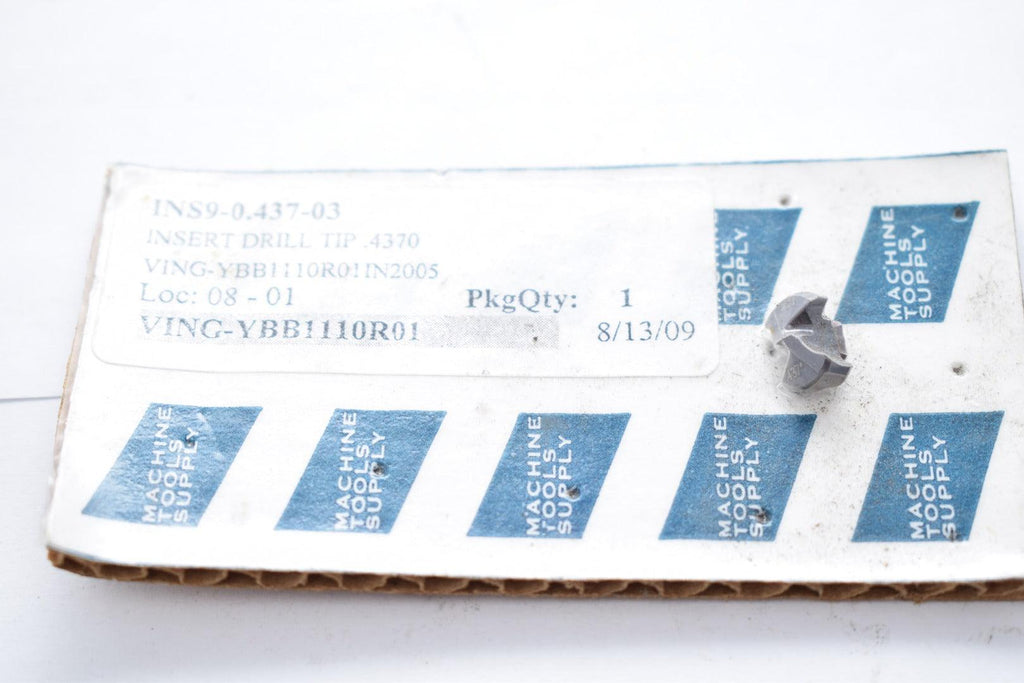 INS9-0.437-03
INSERT DRILL TIP .4370
VING-YBB1110R01IN2005
Loc: 08 - 01 PkgQty: 1
VING-YBB1110R01 8/13/09
MACHINE
TOOLS
SUPPLY
MACHINE
TOOLS
SUPPLY
MACHINE
TOOLS
SUPPLY
MACHINE
TOOLS
SUPPLY
MACHINE
TOOLS
SUPPLY
MACHINE
TOOLS
SUPPLY
TOOLS
SUPPLY